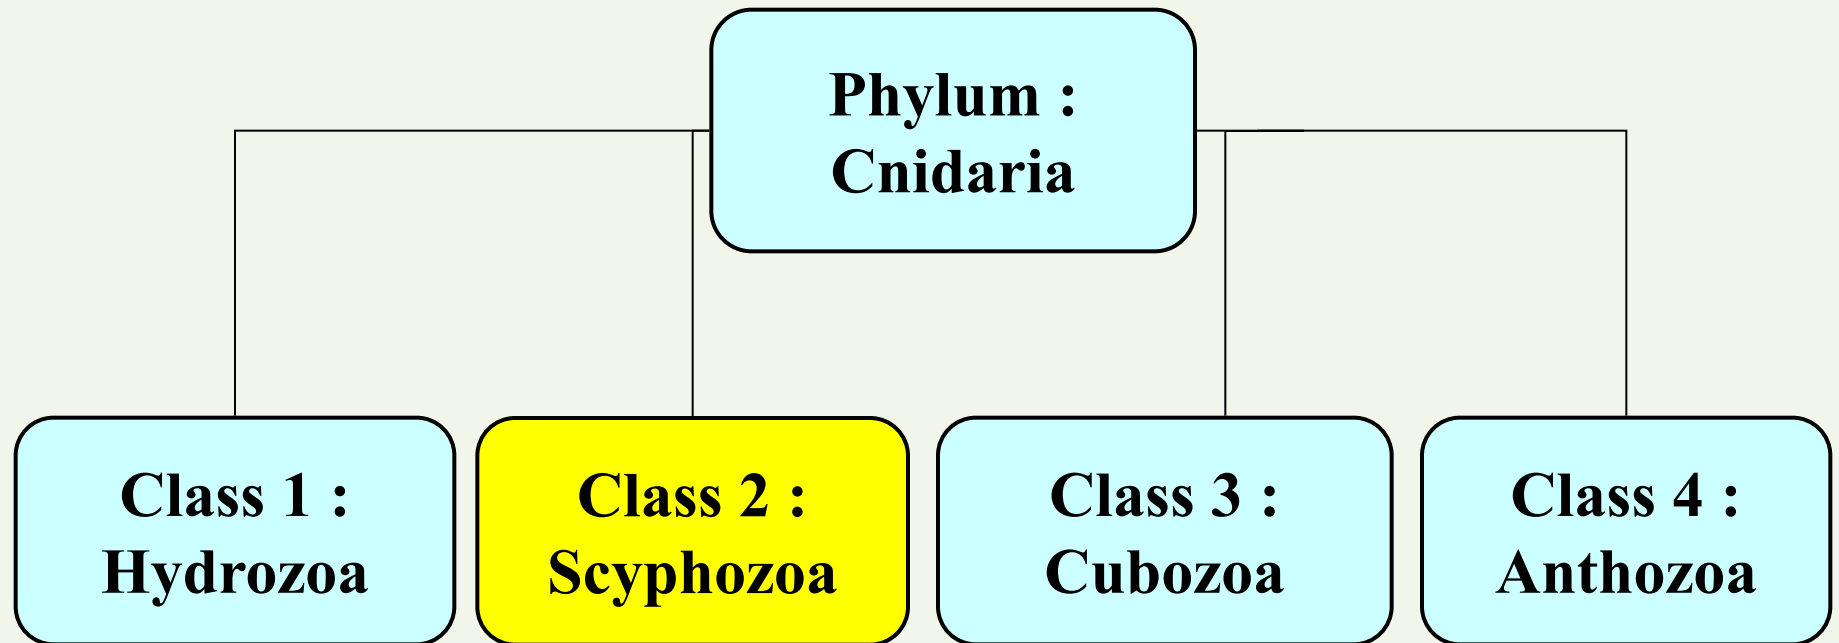 Phylum :
Cnidaria
Class 1 :
Hydrozoa
Class 2 :
Scyphozoa
Class 3 :
Cubozoa
Class 4 :
Anthozoa